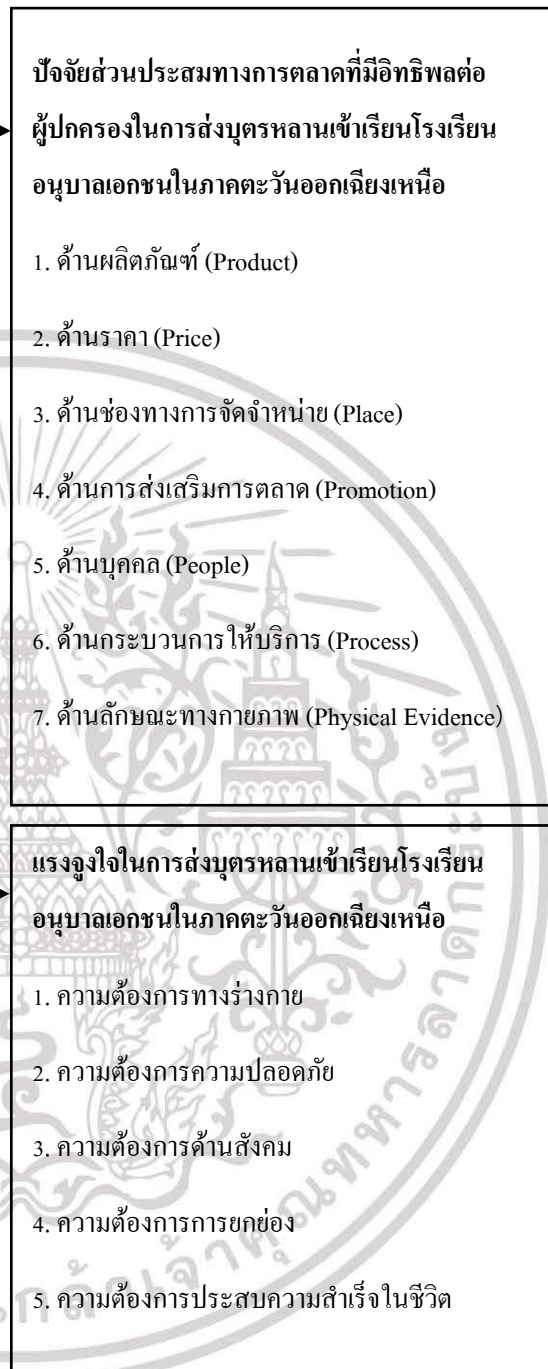 ปัจจัยส่วนประสมทางการตลาดที่มีอิทธิพลต่อ
ผู้ปกครองในการส่งบุตรหลานเข้าเรียนโรงเรียน
อนุบาลเอกชนในภาคตะวันออกเฉียงเหนือ
1. ด้านผลิตภัณฑ์ (Product)
2. ด้านราคา (Price)
3. ด้านช่องทางการจัดจำหน่าย (Place)
4. ด้านการส่งเสริมการตลาด (Promotion)
5. ด้านบุคคล (People)
6. ด้านกระบวนการให้บริการ (Process)
7. ด้านลักษณะทางกายภาพ (Physical Evidence)
แรงจูงใจในการส่งบุตรหลานเข้าเรียนโรงเรียน
อนุบาลเอกชนในภาคตะวันออกเฉียงเหนือ
1. ความต้องการทางร่างกาย
2. ความต้องการความปลอดภัย
3. ความต้องการด้านสังคม
4. ความต้องการการยกย่อง
5. ความต้องการประสบความสำเร็จในชีวิต